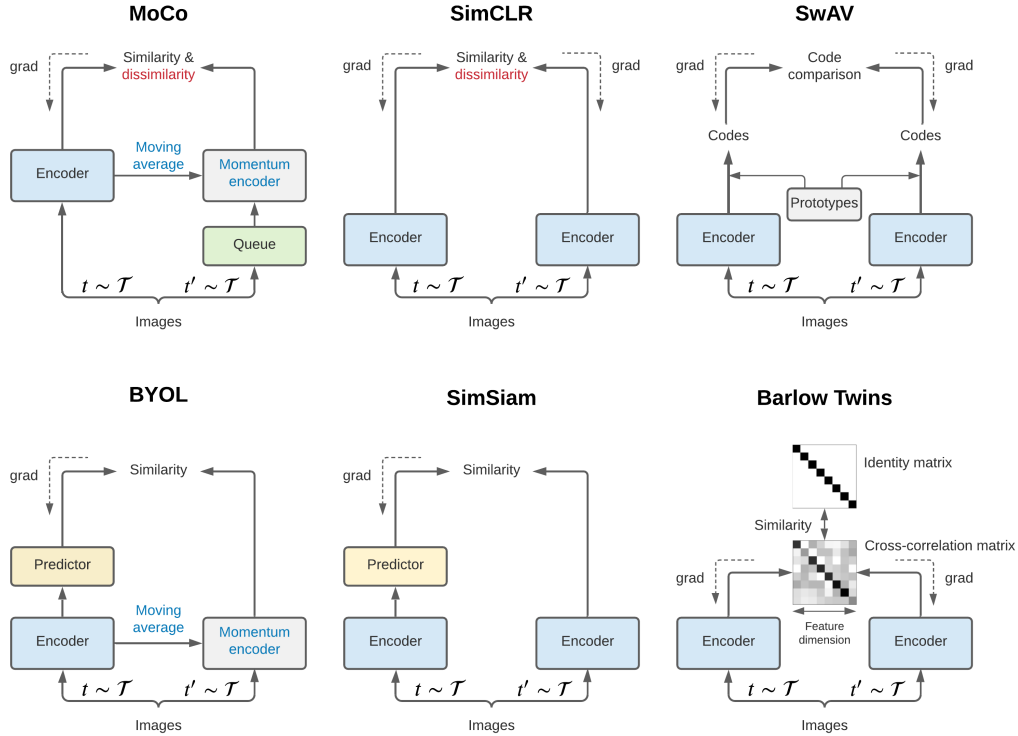 MoCo
grad
Similarity &
dissimilarity
Moving
average
Encoder
Momentum
encoder
Queue
t ~ 𝒯
t′ ~ 𝒯
Images
SimCLR
grad
Similarity &
dissimilarity
grad
Encoder
Encoder
t ~ 𝒯
t′ ~ 𝒯
Images
SwAV
grad
Code
comparison
grad
Codes
Codes
Prototypes
Encoder
Encoder
t ~ 𝒯
t′ ~ 𝒯
Images
BYOL
grad
Similarity
Predictor
Moving
average
Encoder
Momentum
encoder
t ~ 𝒯
t′ ~ 𝒯
Images
SimSiam
grad
Similarity
Predictor
Encoder
Encoder
t ~ 𝒯
t′ ~ 𝒯
Images
Barlow Twins
Identity matrix
Similarity
Cross-correlation matrix
grad
grad
Feature
dimension
Encoder
Encoder
t ~ 𝒯
t′ ~ 𝒯
Images